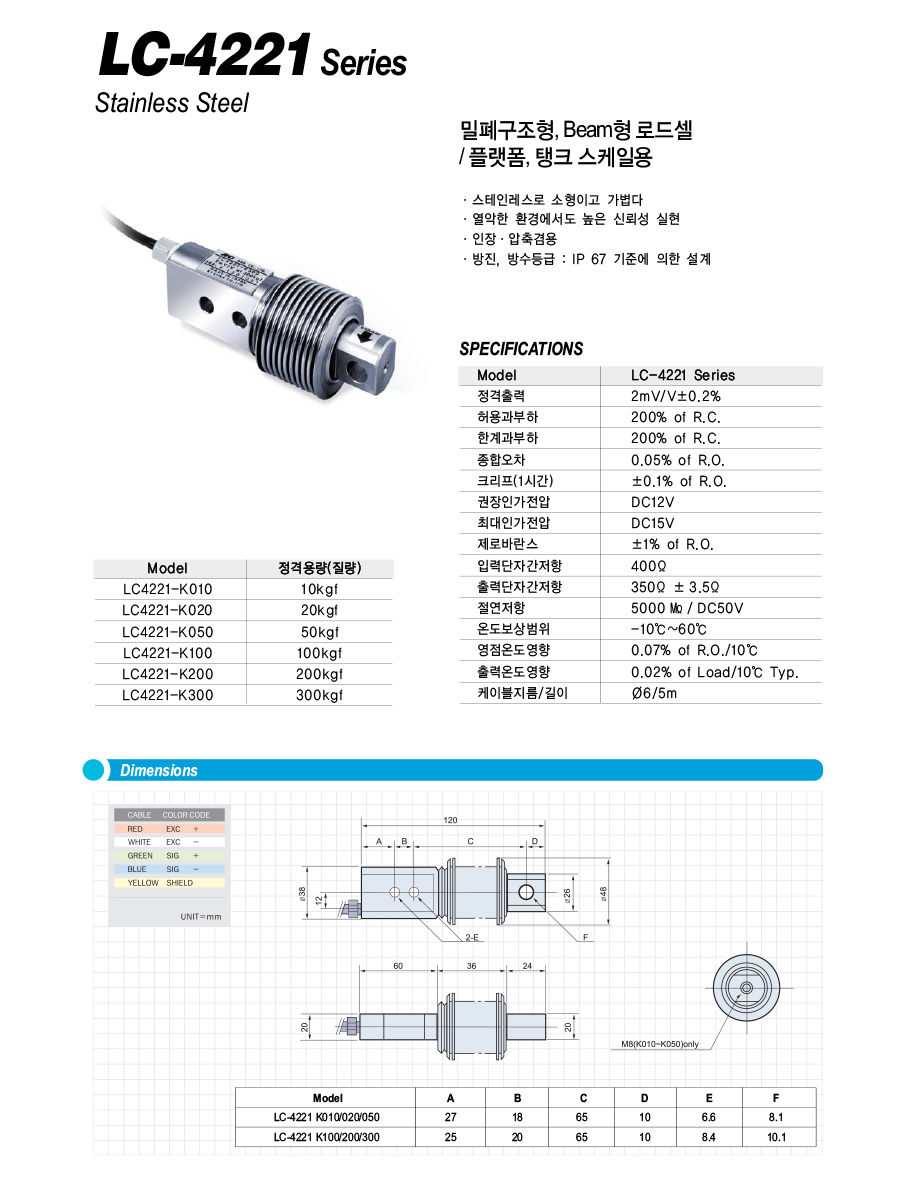 LC-4221 Series
Stainless Steel
밀폐구조형, Beam형 로드셀
/ 플랫폼, 탱크 스케일용
· 스테인레스로 소형이고 가볍다
· 열악한 환경에서도 높은 신뢰성 실현
· 인장 · 압축겸용
· 방진, 방수등급 : IP 67 기준에 의한 설계
SPECIFICATIONS
Model LC-4221 Series
정격출력 2mV/V±0.2%
허용과부하 200% of R.C.
한계과부하 200% of R.C.
종합오차 0.05% of R.O.
크리프(1시간) ±0.1% of R.O.
권장인가전압 DC12V
최대인가전압 DC15V
제로바란스 ±1% of R.O.
입력단자간저항 400Ω
출력단자간저항 350Ω ± 3.5Ω
절연저항 5000 ㏁ / DC50V
온도보상범위 -10℃~60℃
영점온도영향 0.07% of R.O./10℃
출력온도영향 0.02% of Load/10℃ Typ.
케이블지름/길이 Ø6/5m
Model 정격용량(질량)
LC4221-K010 10kgf
LC4221-K020 20kgf
LC4221-K050 50kgf
LC4221-K100 100kgf
LC4221-K200 200kgf
LC4221-K300 300kgf
Dimensions
CABLE COLOR CODE
RED EXC +
WHITE EXC -
GREEN SIG +
BLUE SIG -
YELLOW SHIELD
UNIT=mm
120
A B C D
ø38
12
ø26
ø48
2-E F
60 36 24
20
20
M8(K010~K050)only
Model A B C D E F
LC-4221 K010/020/050 27 18 65 10 6.6 8.1
LC-4221 K100/200/300 25 20 65 10 8.4 10.1